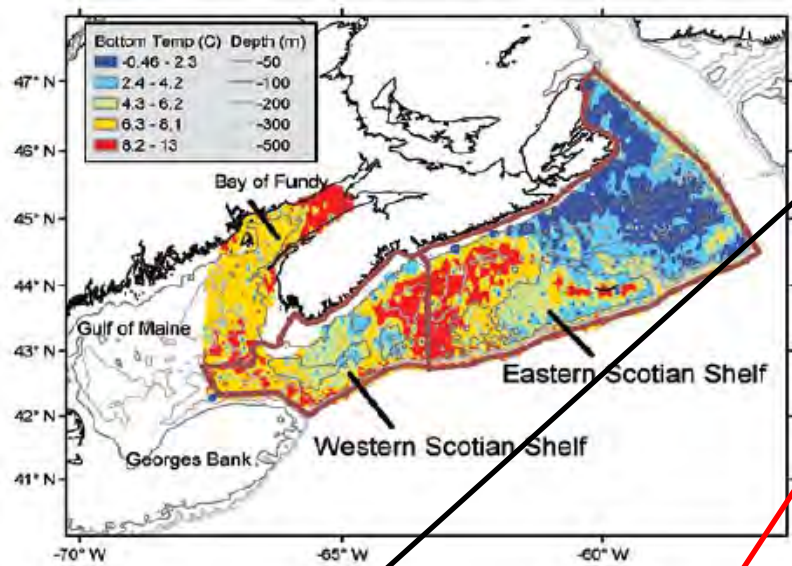 Bottom Temp (C) Depth (m)
-0.46 - 2.3 -50
2.4 - 4.2 -100
4.3 - 6.2 -200
6.3 - 8.1 -300
8.2 - 13 -500
47° N
46° N
45° N
44° N
43° N
42° N
41° N
Bay of Fundy
Gulf of Maine
Eastern Scotian Shelf
Western Scotian Shelf
Georges Bank
-70° W -65° W -60° W